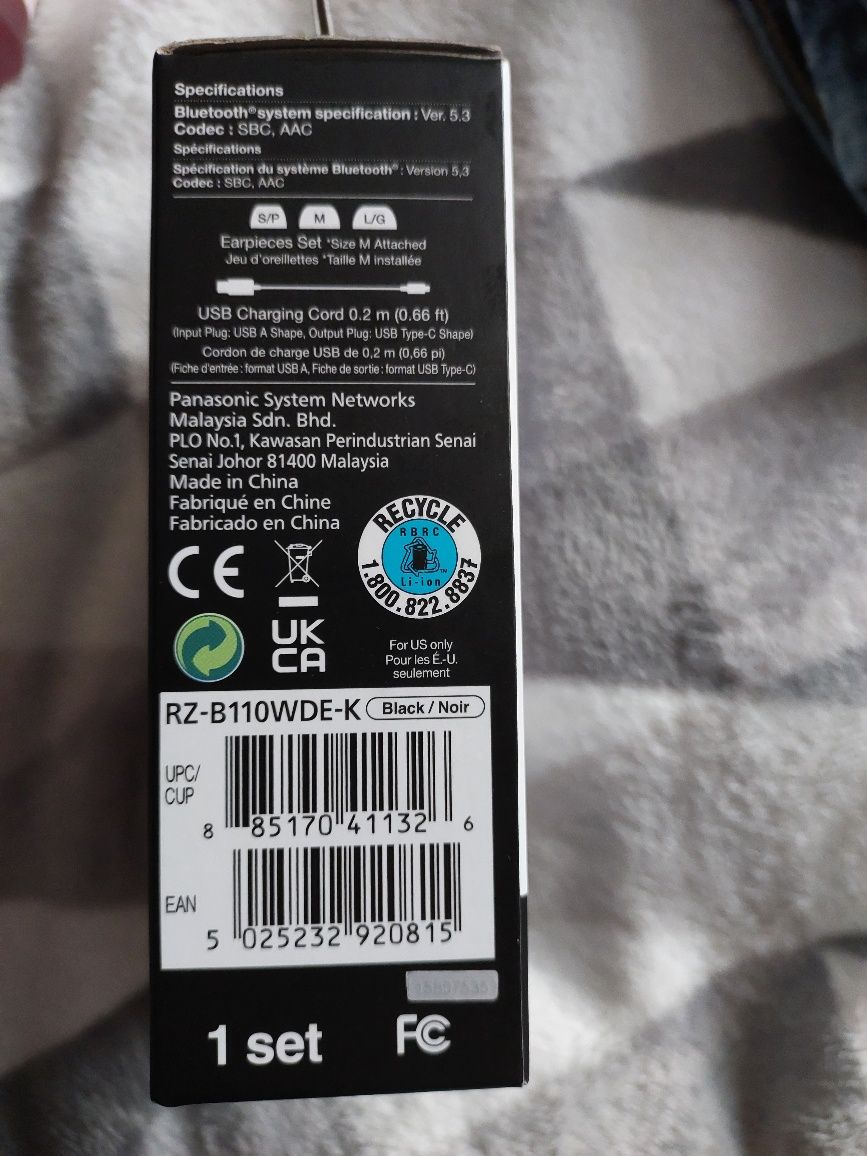 Specifications
Bluetooth® system specification : Ver. 5.3
Codec : SBC, AAC
Spécifications
Spécification du système Bluetooth® : Version 5,3
Codec : SBC, AAC
S/P M L/G
Earpieces Set *Size M Attached
Jeu d'oreillettes *Taille M installée
USB Charging Cord 0.2 m (0.66 ft)
(Input Plug: USB A Shape, Output Plug: USB Type-C Shape)
Cordon de charge USB de 0,2 m (0,66 pi)
(Fiche d'entrée : format USB A, Fiche de sortie : format USB Type-C)
Panasonic System Networks
Malaysia Sdn. Bhd.
PLO No.1, Kawasan Perindustrian Senai
Senai Johor 81400 Malaysia
Made in China
Fabriqué en Chine
Fabricado en China
CE
RECYCLE
RBRC
Li-ion
TM
1.800.822.8837
UK
CA
For US only
Pour les É.-U.
seulement
RZ-B110WDE-K Black / Noir
UPC/
CUP
8 85170 41132 6
EAN
5 025232 920815
1 set
FC